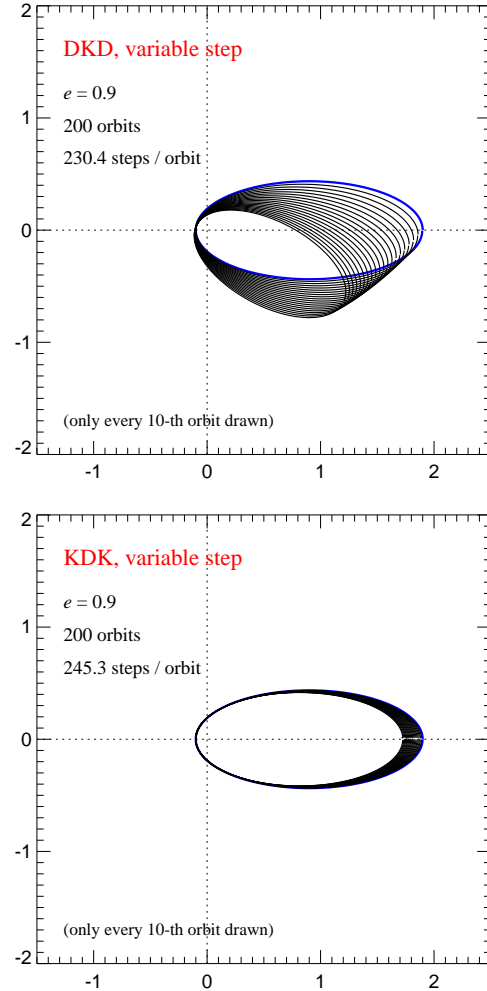 2
DKD, variable step
e = 0.9
1
200 orbits
230.4 steps / orbit
0
-1
(only every 10-th orbit drawn)
-2
-1 0 1 2
2
KDK, variable step
e = 0.9
1
200 orbits
245.3 steps / orbit
0
-1
(only every 10-th orbit drawn)
-2
-1 0 1 2